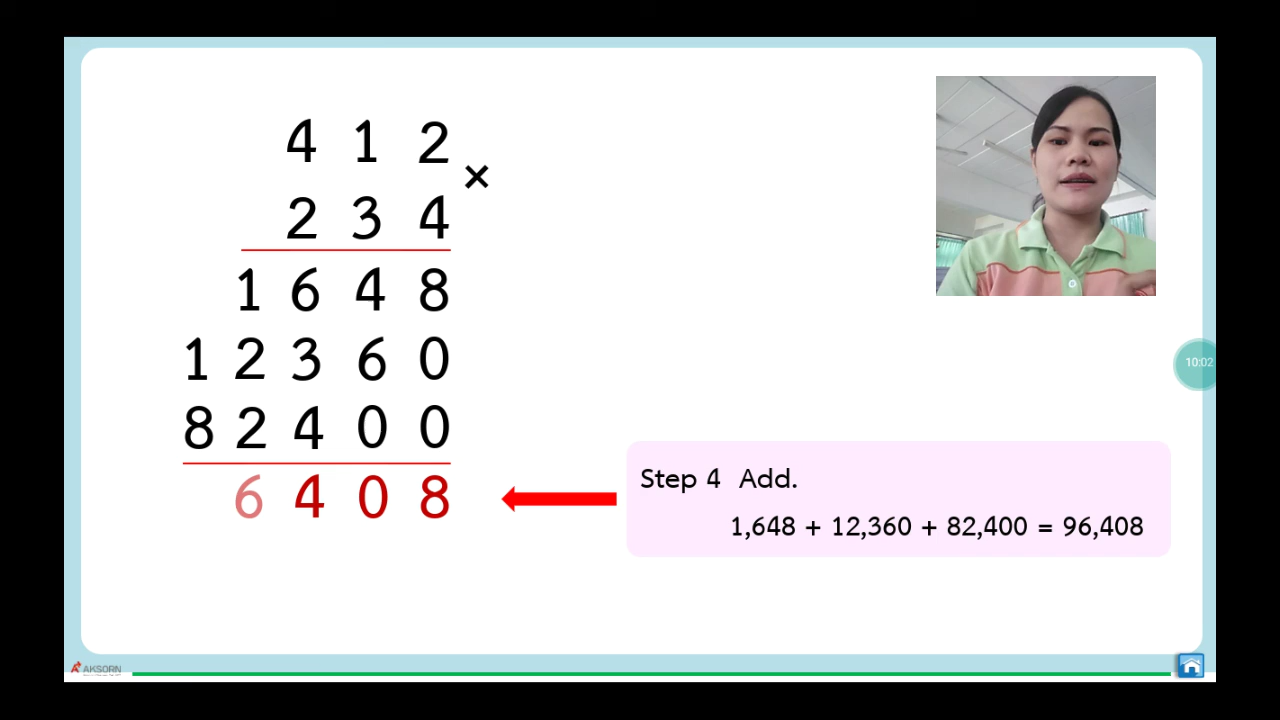 4 1 2
×
2 3 4
1 6 4 8
1 2 3 6 0
8 2 4 0 0
6 4 0 8
Step 4 Add.
1,648 + 12,360 + 82,400 = 96,408
10:02
AKSORN